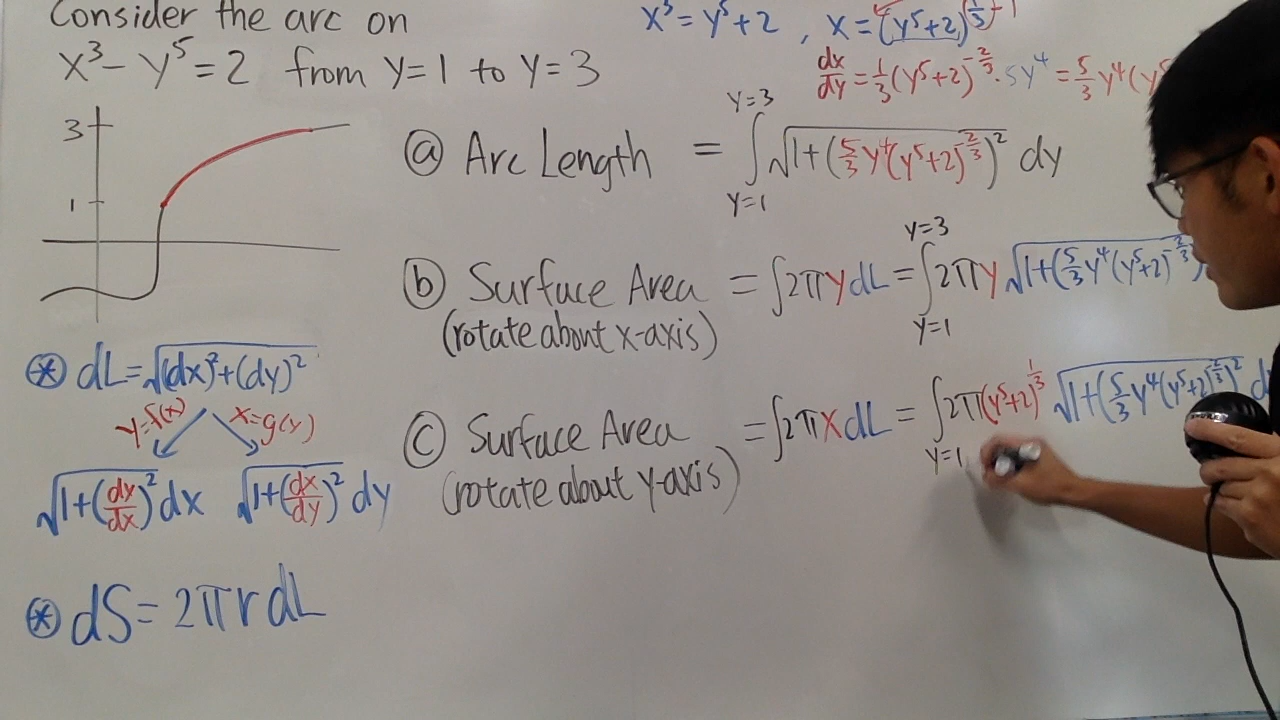 Consider the arc on
x³ - y⁵ = 2 from y=1 to y=3
x³ = y⁵+2 , x = (y⁵+2)^(1/3) -1
dx/dy = 1/3 (y⁵+2)^(-2/3) · 5y⁴ = 5/3 y⁴(y⁵
3
1
ⓐ Arc Length = ∫_{y=1}^{y=3} √(1+(5/3 y⁴(y⁵+2)^(-2/3))²) dy
ⓑ Surface Area = ∫2πy dL = ∫_{y=1}^{y=3} 2πy √(1+(5/3 y⁴(y⁵+2)^(-2/3))
(rotate about x-axis)
ⓒ Surface Area = ∫2πx dL = ∫_{y=1} 2π(y⁵+2)^(1/3) √(1+(5/3 y⁴(y⁵+2)^(-2/3))²) d
(rotate about y-axis)
⊛ dL = √((dx)²+(dy)²)
y=f(x) x=g(y)
√(1+(dy/dx)²) dx √(1+(dx/dy)²) dy
⊛ dS = 2πr dL